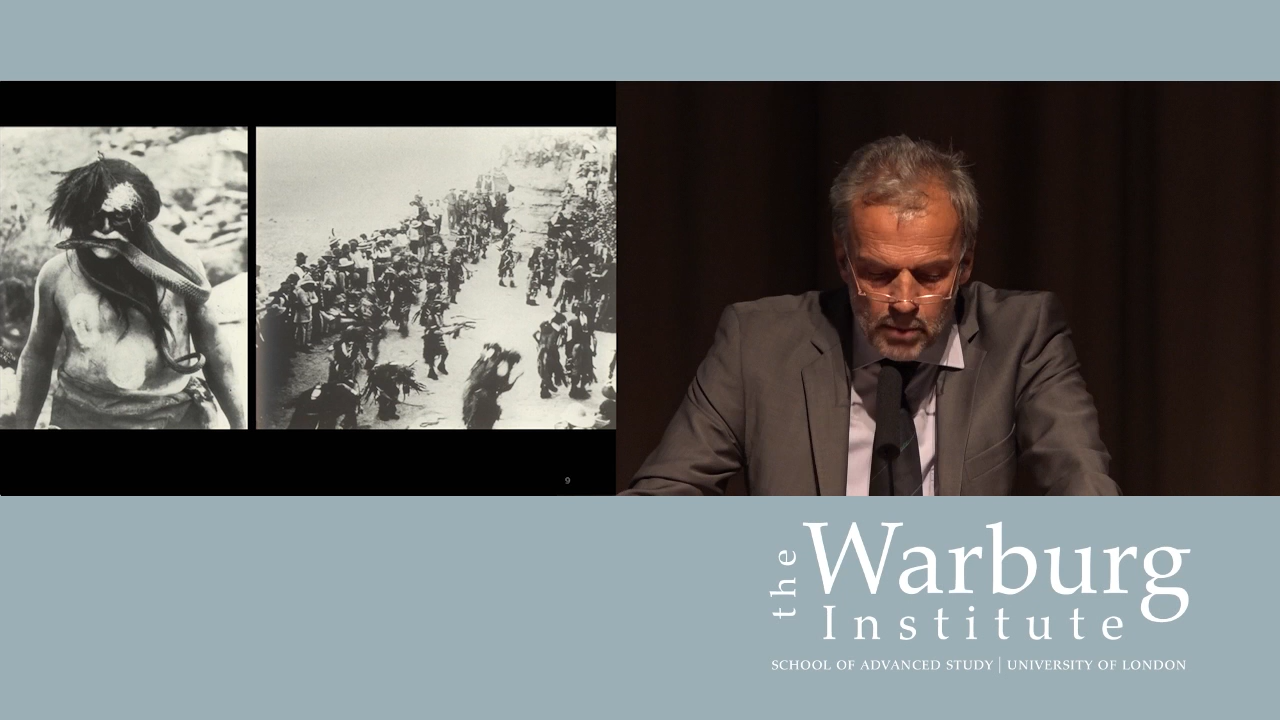 9
the Warburg
Institute
SCHOOL OF ADVANCED STUDY | UNIVERSITY OF LONDON